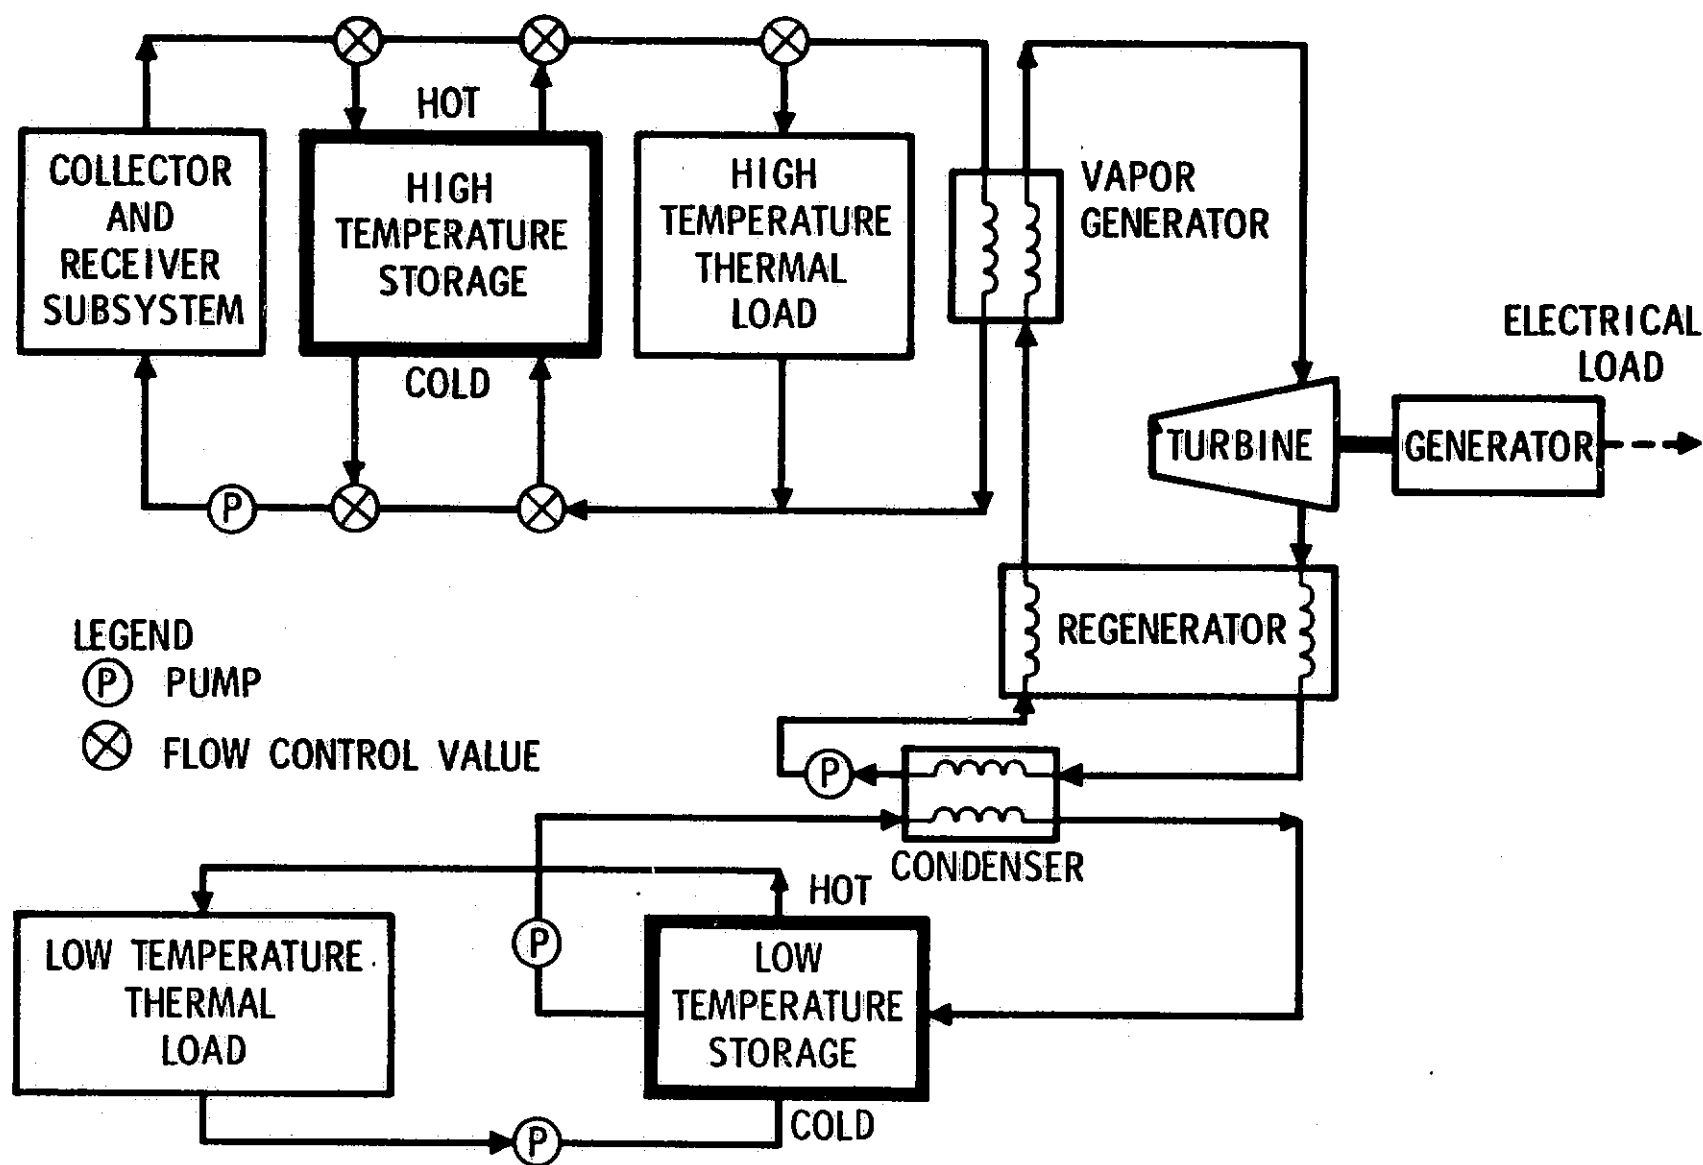 HOT
COLLECTOR
AND
RECEIVER
SUBSYSTEM
HIGH
TEMPERATURE
STORAGE
HIGH
TEMPERATURE
THERMAL
LOAD
VAPOR
GENERATOR
COLD
ELECTRICAL
LOAD
TURBINE
GENERATOR
P
REGENERATOR
LEGEND
P PUMP
FLOW CONTROL VALUE
P
CONDENSER
HOT
LOW TEMPERATURE
THERMAL
LOAD
P
LOW
TEMPERATURE
STORAGE
COLD
P